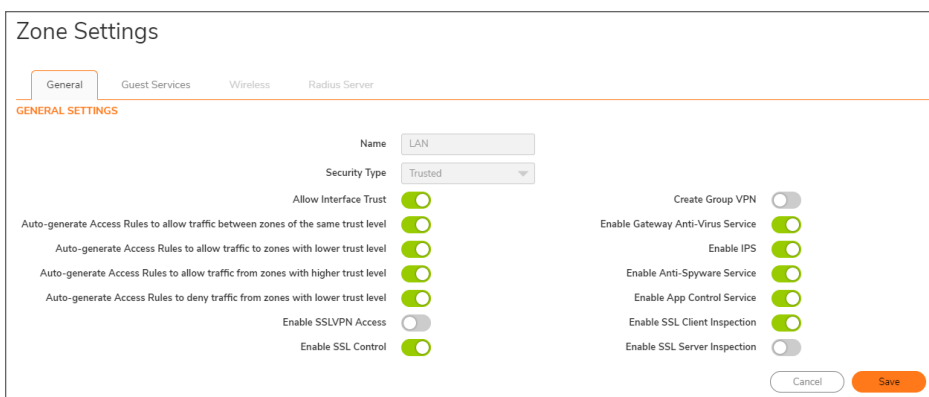 Zone Settings
General Guest Services Wireless Radius Server
GENERAL SETTINGS
Name LAN
Security Type Trusted
Allow Interface Trust Create Group VPN
Auto-generate Access Rules to allow traffic between zones of the same trust level Enable Gateway Anti-Virus Service
Auto-generate Access Rules to allow traffic to zones with lower trust level Enable IPS
Auto-generate Access Rules to allow traffic from zones with higher trust level Enable Anti-Spyware Service
Auto-generate Access Rules to deny traffic from zones with lower trust level Enable App Control Service
Enable SSLVPN Access Enable SSL Client Inspection
Enable SSL Control Enable SSL Server Inspection
Cancel Save